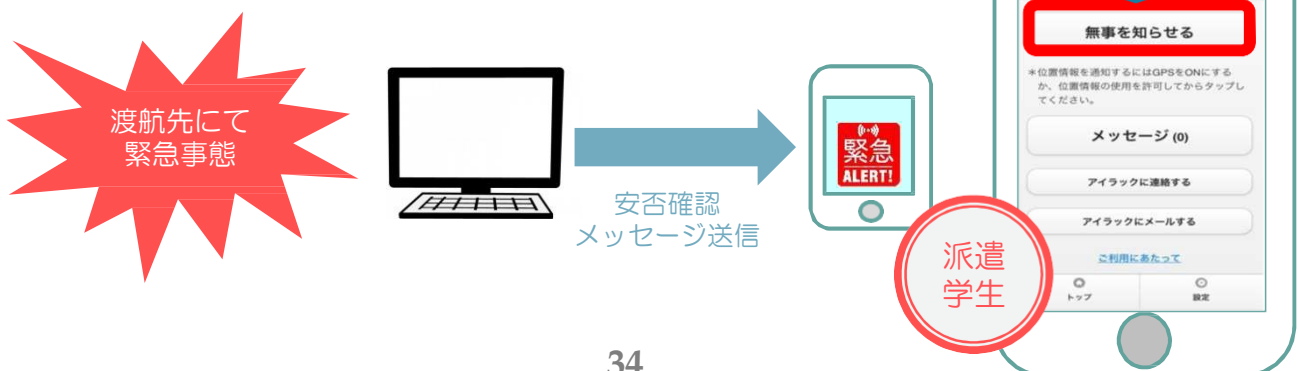 渡航先にて
緊急事態
安否確認
メッセージ送信
緊急
ALERT!
派遣
学生
無事を知らせる
*位置情報を通知するにはGPSをONにする
か、位置情報の使用を許可してからタップし
てください。
メッセージ (0)
アイラックに連絡する
アイラックにメールする
ご利用にあたって
トップ
設定
34